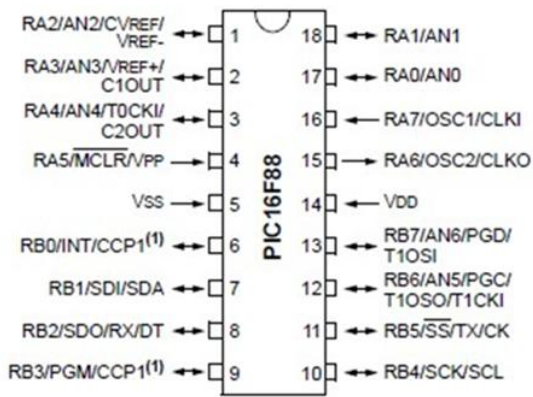 RA2/AN2/CVREF/
VREF-
1
18
RA1/AN1
RA3/AN3/VREF+/
C1OUT
2
17
RA0/AN0
RA4/AN4/T0CKI/
C2OUT
3
16
RA7/OSC1/CLKI
RA5/MCLR/VPP
4
15
RA6/OSC2/CLKO
VSS
5
14
VDD
RB0/INT/CCP1(1)
6
13
RB7/AN6/PGD/
T1OSI
RB1/SDI/SDA
7
12
RB6/AN5/PGC/
T1OSO/T1CKI
RB2/SDO/RX/DT
8
11
RB5/SS/TX/CK
RB3/PGM/CCP1(1)
9
10
RB4/SCK/SCL
PIC16F88